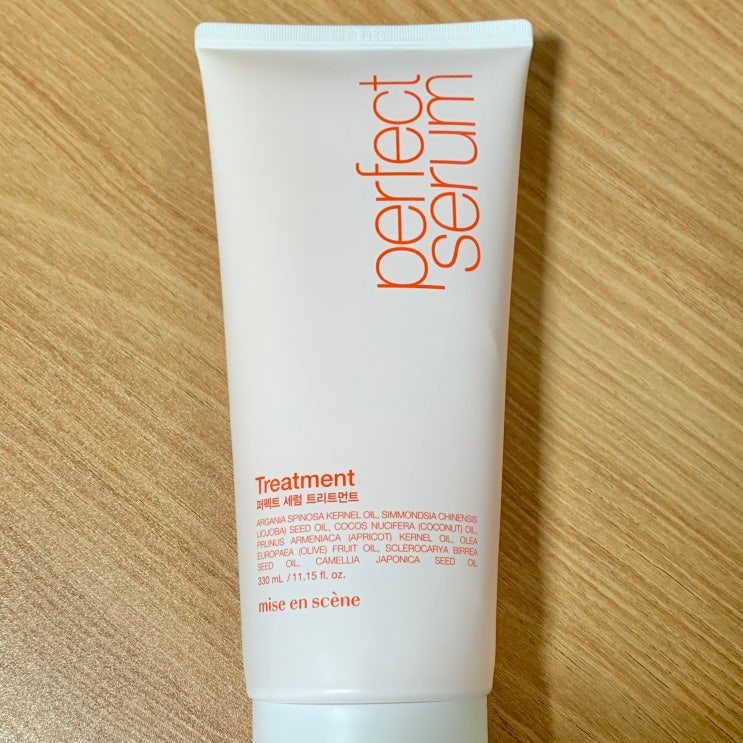 perfect
serum
Treatment
퍼펙트 세럼 트리트먼트
ARGANIA SPINOSA KERNEL OIL, SIMMONDSIA CHINENSIS
(JOJOBA) SEED OIL, COCOS NUCIFERA (COCONUT) OIL,
PRUNUS ARMENIACA (APRICOT) KERNEL OIL, OLEA
EUROPAEA (OLIVE) FRUIT OIL, SCLEROCARYA BIRREA
SEED OIL, CAMELLIA JAPONICA SEED OIL
330 mL / 11.15 fl. oz.
mise en scène